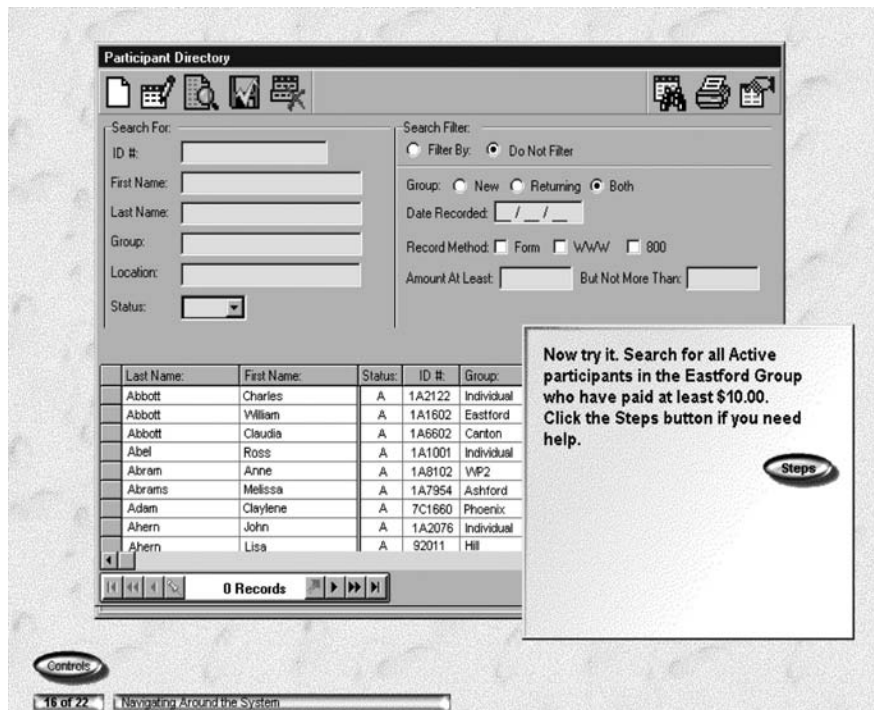 Participant Directory
Search For:
ID #:
First Name:
Last Name:
Group:
Location:
Status:
Search Filter:
Filter By: Do Not Filter
Group: New Returning Both
Date Recorded: __/__/__
Record Method: Form WWW 800
Amount At Least: But Not More Than:
Last Name: First Name: Status: ID #: Group:
Abbott Charles A 1A2122 Individual
Abbott William A 1A1602 Eastford
Abbott Claudia A 1A6602 Canton
Abel Ross A 1A1001 Individual
Abram Anne A 1A8102 WP2
Abrams Melissa A 1A7954 Ashford
Adam Claylene A 7C1660 Phoenix
Ahern John A 1A2076 Individual
Ahern Lisa A 92011 Hill
0 Records
Now try it. Search for all Active
participants in the Eastford Group
who have paid at least $10.00.
Click the Steps button if you need
help.
Steps
Controls
16 of 22 Navigating Around the System